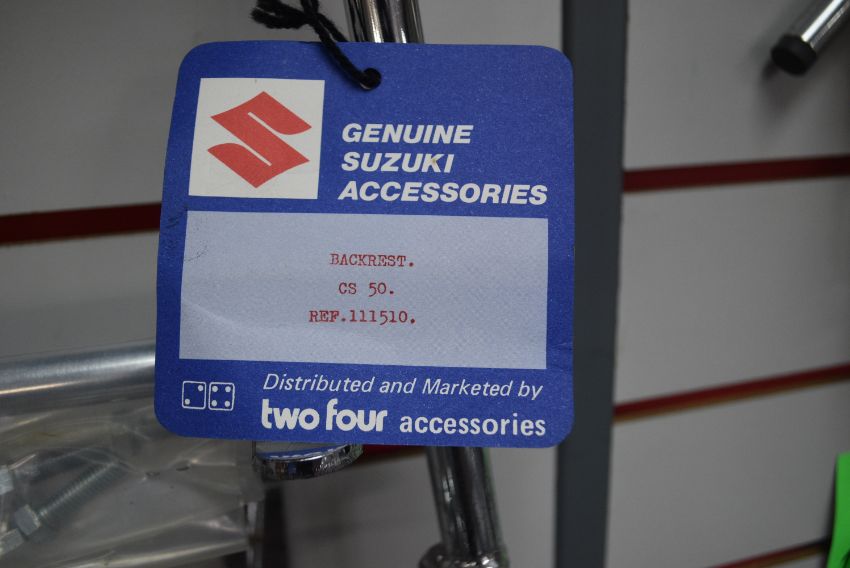 GENUINE
SUZUKI
ACCESSORIES
BACKREST.
CS 50.
REF.111510.
Distributed and Marketed by
two four accessories